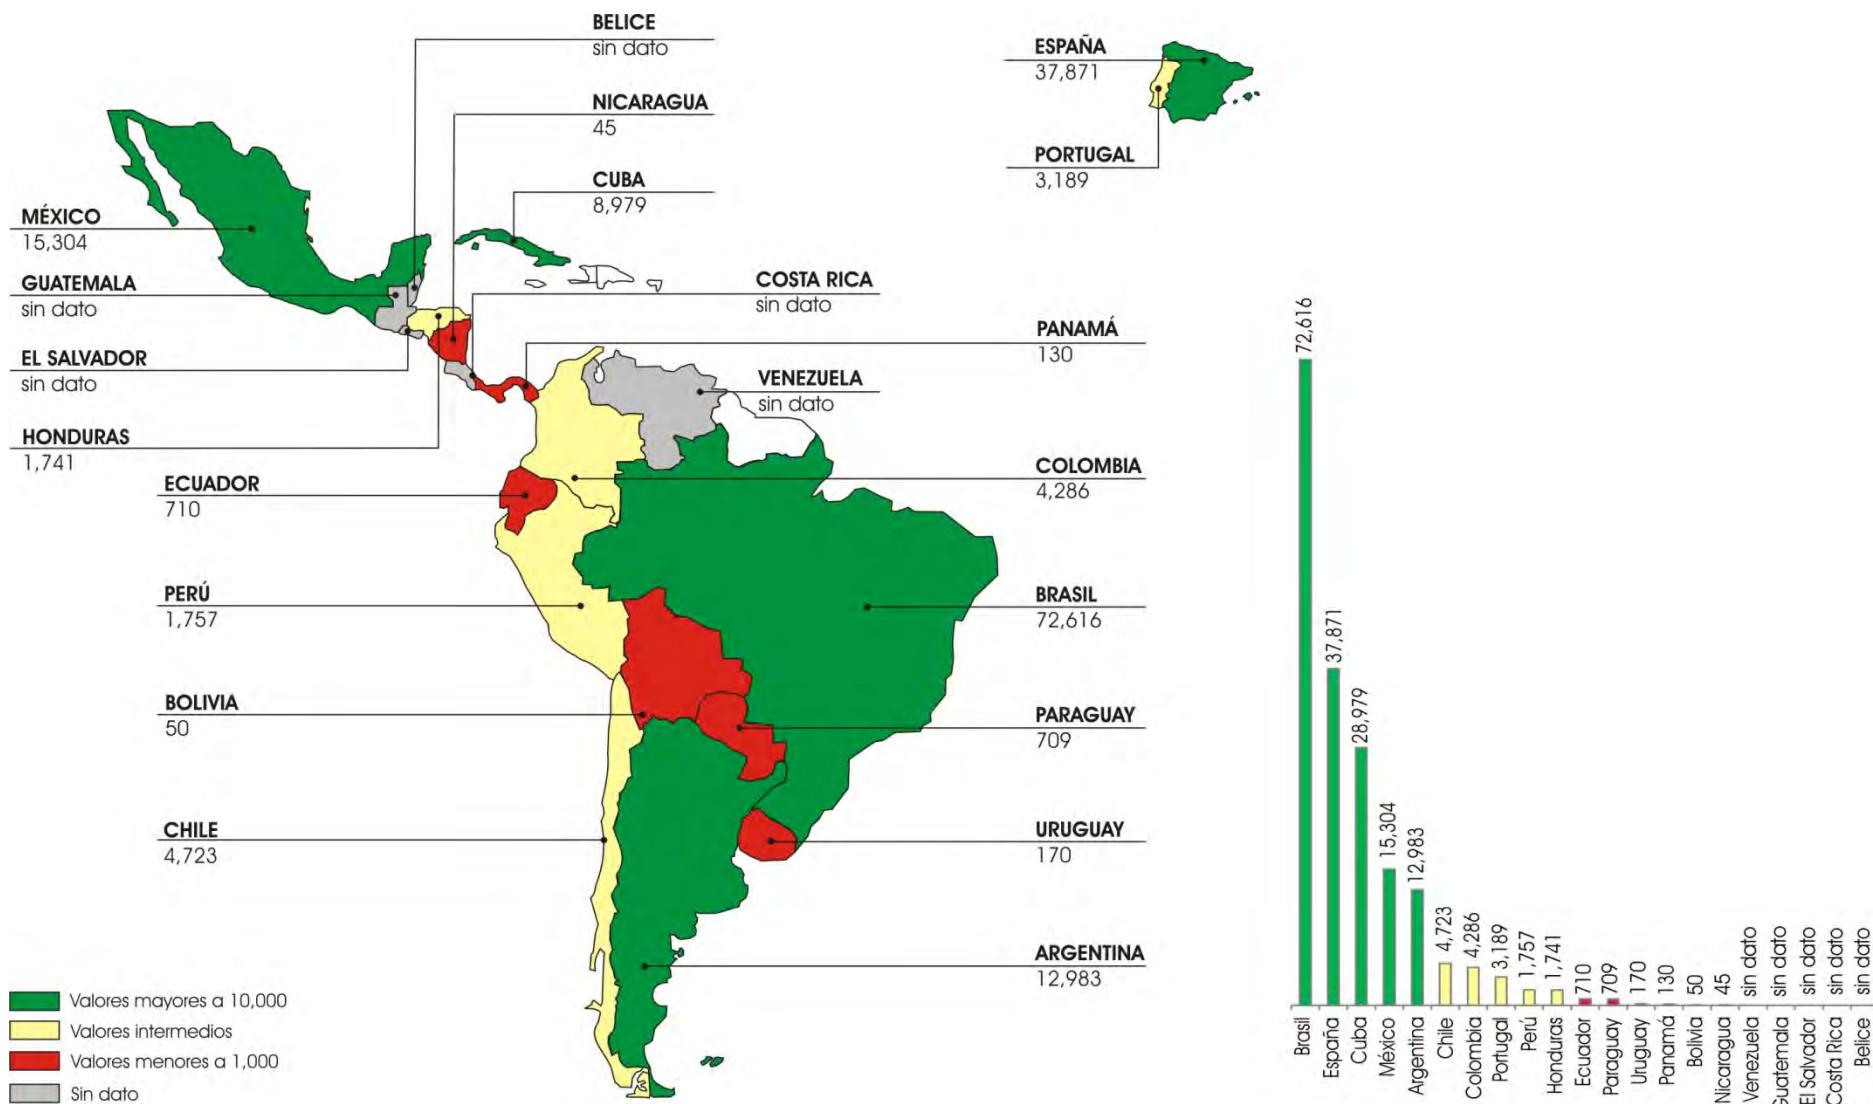 BELICE
sin dato
NICARAGUA
45
CUBA
8,979
ESPAÑA
37,871
PORTUGAL
3,189
MÉXICO
15,304
GUATEMALA
sin dato
EL SALVADOR
sin dato
HONDURAS
1,741
COSTA RICA
sin dato
PANAMÁ
130
VENEZUELA
sin dato
COLOMBIA
4,286
ECUADOR
710
PERÚ
1,757
BRASIL
72,616
BOLIVIA
50
PARAGUAY
709
CHILE
4,723
URUGUAY
170
ARGENTINA
12,983
Valores mayores a 10,000
Valores intermedios
Valores menores a 1,000
Sin dato
72,616
37,871
28,979
15,304
12,983
4,723
4,286
3,189
1,757
1,741
710
709
170
130
50
45
sin dato
sin dato
sin dato
sin dato
sin dato
Brasil
España
Cuba
México
Argentina
Chile
Colombia
Portugal
Perú
Honduras
Ecuador
Paraguay
Uruguay
Panamá
Bolivia
Nicaragua
Venezuela
Guatemala
El Salvador
Costa Rica
Belice